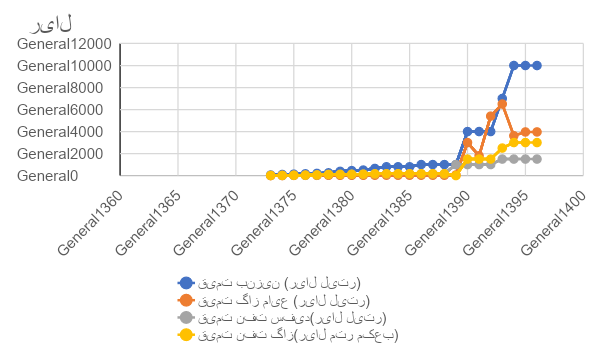 ریال
General12000
General10000
General8000
General6000
General4000
General2000
General0
General1360
General1365
General1370
General1375
General1380
General1385
General1390
General1395
General1400
قیمت بنزین (ریال لیتر)
قیمت گاز مایع (ریال لیتر)
قیمت نفت سفید(ریال لیتر)
قیمت نفت گاز(ریال متر مکعب)